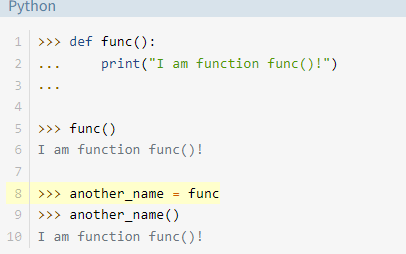 Python
1 >>> def func():
2 ...     print("I am function func()!")
3 ...
4
5 >>> func()
6 I am function func()!
7
8 >>> another_name = func
9 >>> another_name()
10 I am function func()!